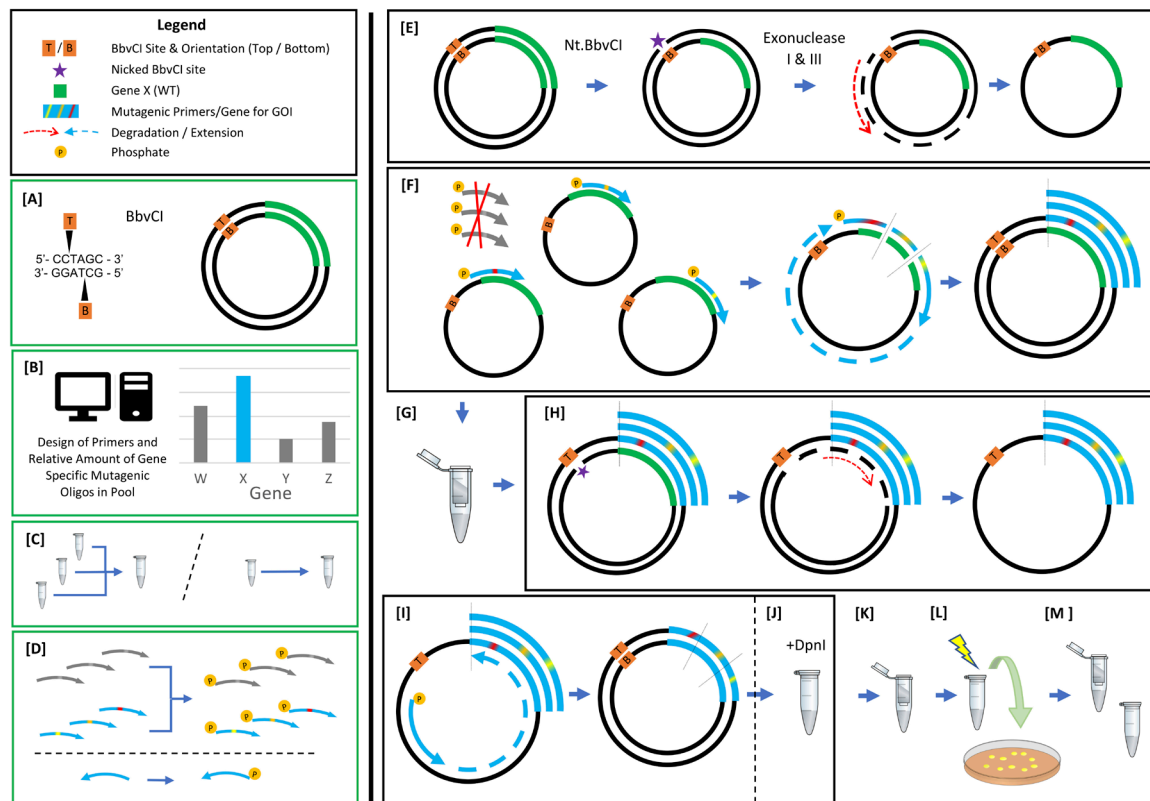 Legend
T / B BbvCI Site & Orientation (Top / Bottom)
Nicked BbvCI site
Gene X (WT)
Mutagenic Primers/Gene for GOI
Degradation / Extension
P Phosphate
[A]
BbvCI
T
5'- CCTAGC - 3'
3'- GGATCG - 5'
B
T
B
[B]
Design of Primers and
Relative Amount of Gene
Specific Mutagenic
Oligos in Pool
W X Y Z
Gene
[C]
[D]
P P P
P P P
P
[E]
T
B
Nt.BbvCI
B
Exonuclease
I & III
B
B
[F]
P
P
P
P
B
P
B
P
B
P
B
T
B
[G]
[H]
T
T
T
[I]
T
P
T
B
[J]
+DpnI
[K]
[L]
[M ]